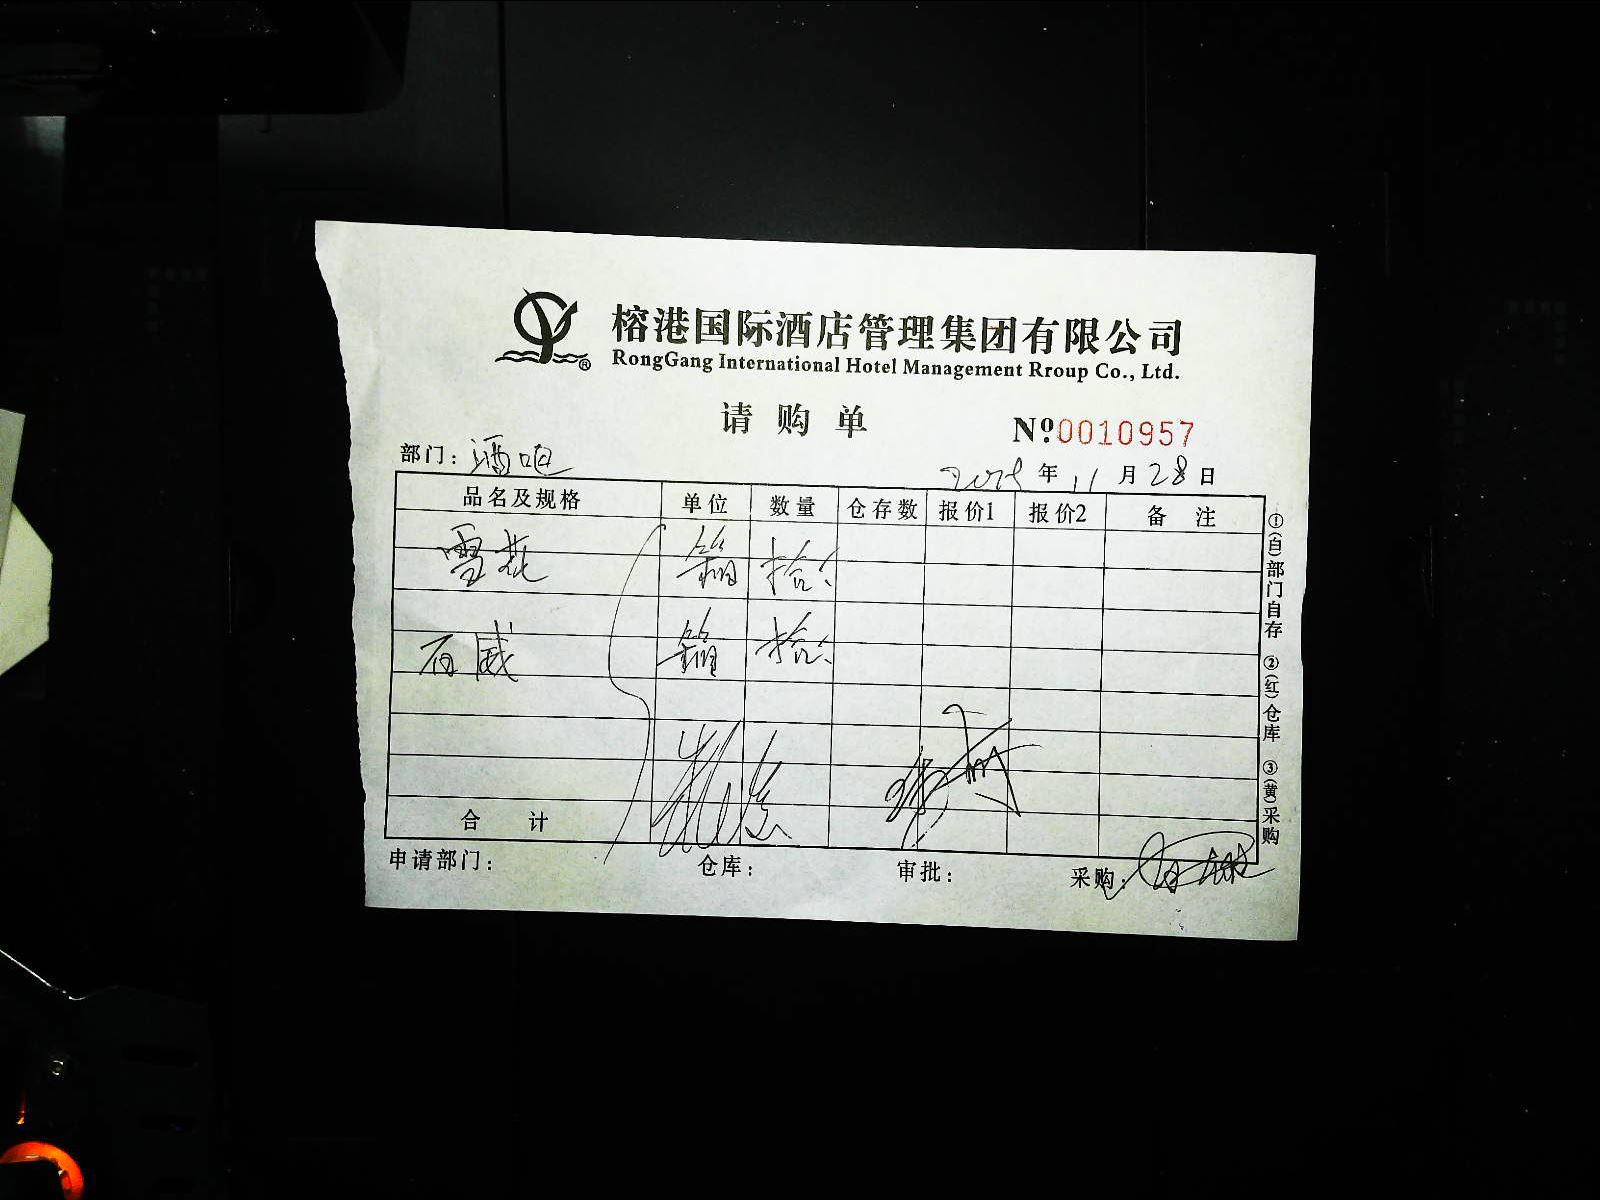 榕港国际酒店管理集团有限公司
RongGang International Hotel Management Rroup Co., Ltd.
请购单
Nº0010957
部门: 酒吧
年 11 月 28 日
品名及规格 单位 数量 仓存数 报价1 报价2 备注
雪花 箱 拾
百威 箱 拾
合计
申请部门: 仓库: 审批: 采购:
①(白)部门自存 ②(红)仓库 ③(黄)采购